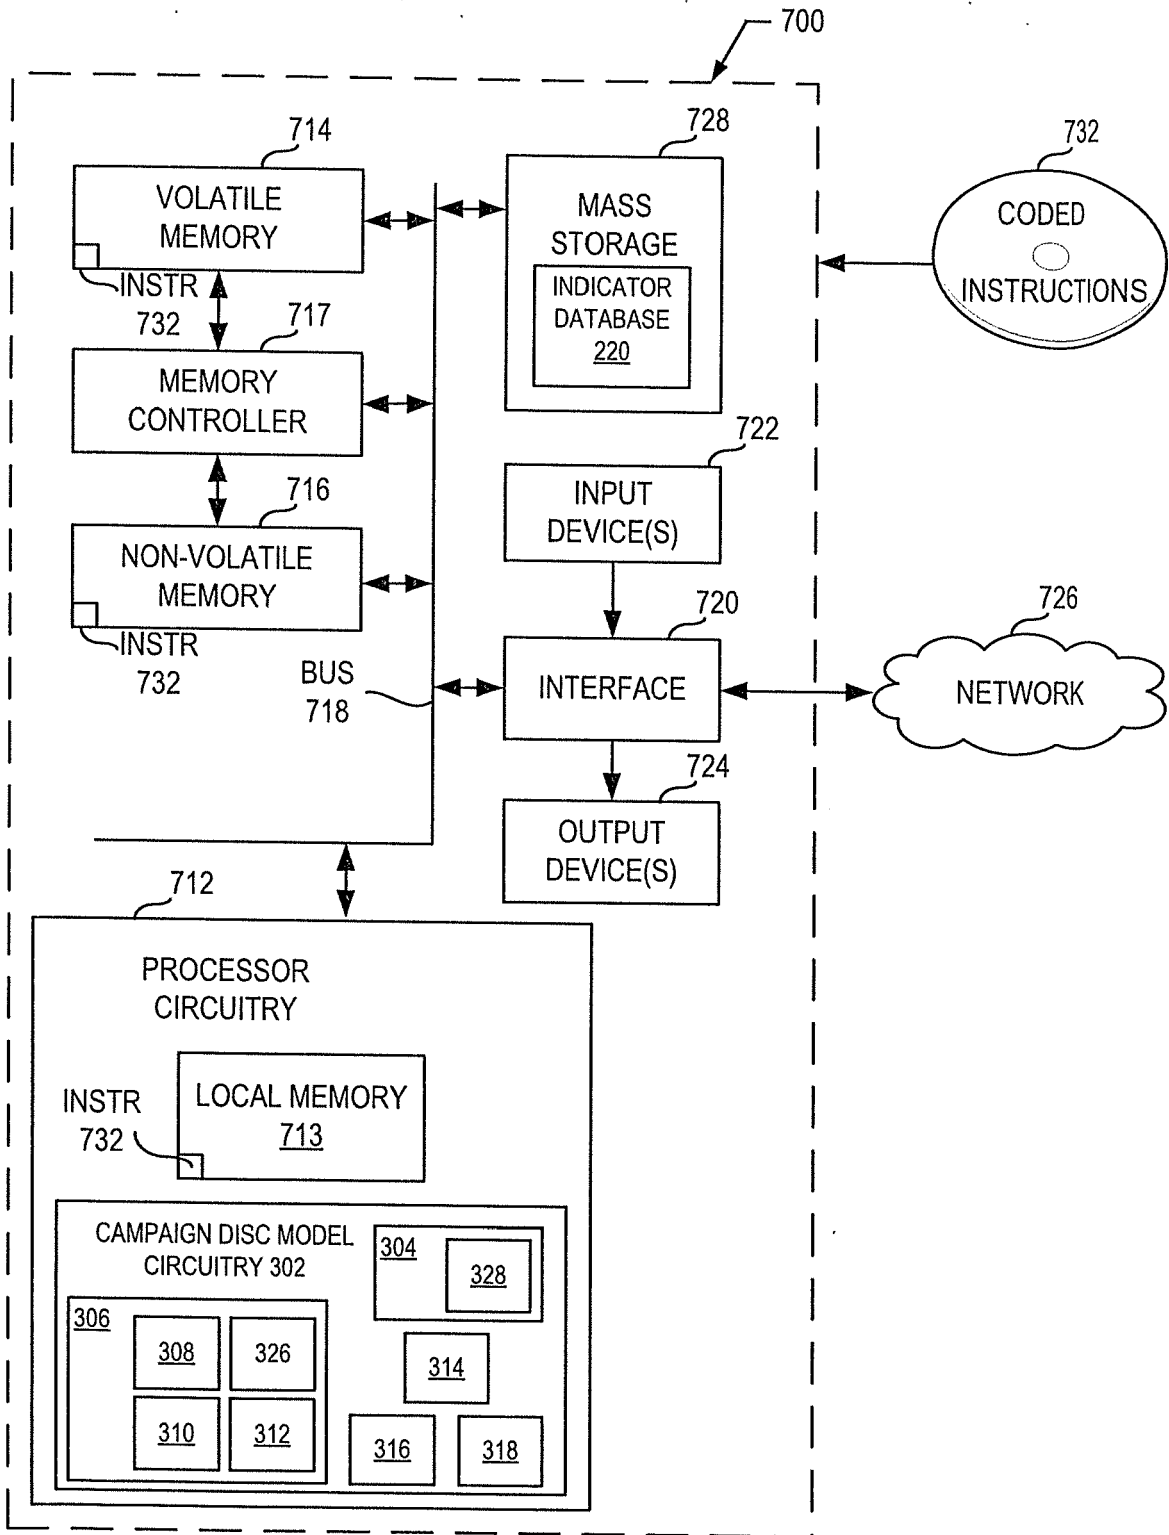 700
714
VOLATILE
MEMORY
INSTR
732
717
MEMORY
CONTROLLER
716
NON-VOLATILE
MEMORY
INSTR
732
BUS
718
728
MASS
STORAGE
INDICATOR
DATABASE
220
722
INPUT
DEVICE(S)
720
INTERFACE
724
OUTPUT
DEVICE(S)
732
CODED
INSTRUCTIONS
726
NETWORK
712
PROCESSOR
CIRCUITRY
INSTR
732
LOCAL MEMORY
713
CAMPAIGN DISC MODEL
CIRCUITRY 302
304
328
306
308
326
310
312
314
316
318